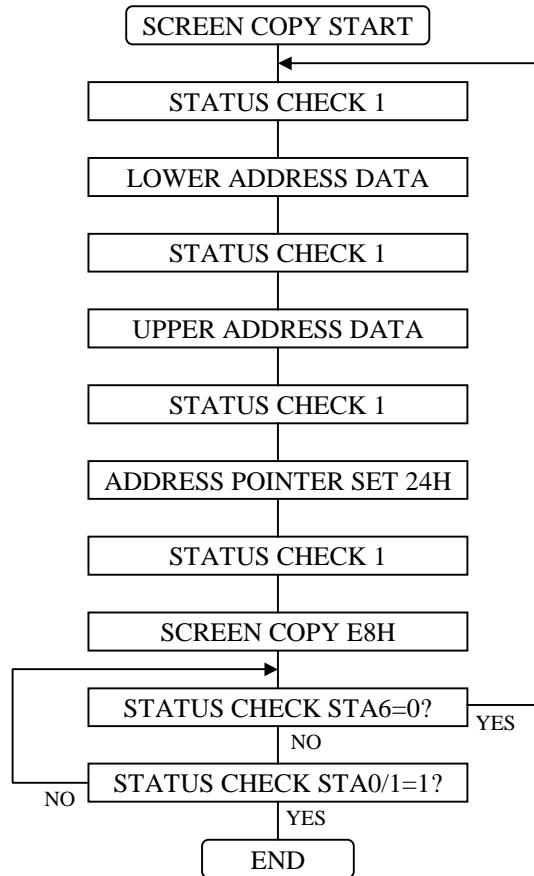 SCREEN COPY START
STATUS CHECK 1
LOWER ADDRESS DATA
STATUS CHECK 1
UPPER ADDRESS DATA
STATUS CHECK 1
ADDRESS POINTER SET 24H
STATUS CHECK 1
SCREEN COPY E8H
STATUS CHECK STA6=0?
YES
NO
STATUS CHECK STA0/1=1?
NO
YES
END